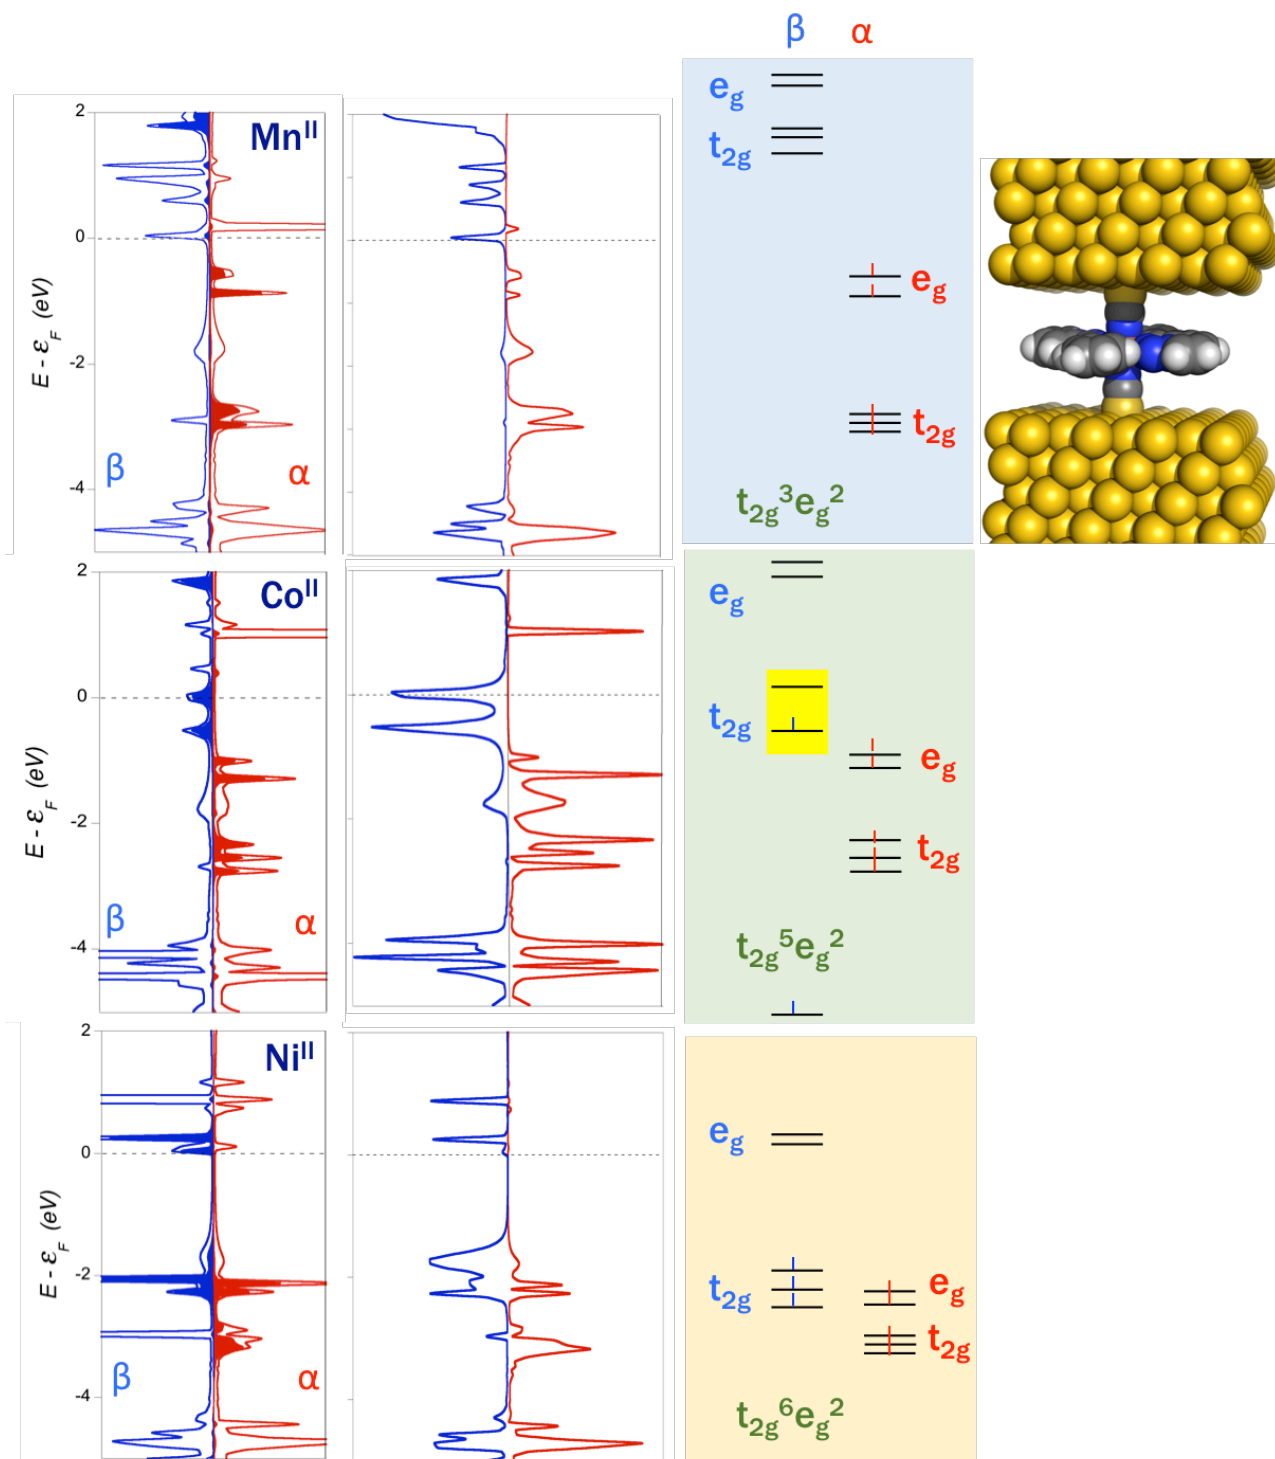 β α
2
0
-2
-4
E - ε_F (eV)
Mn^II
β α
e_g
t_2g
e_g
t_2g
t_2g^3e_g^2
2
0
-2
-4
E - ε_F (eV)
Co^II
β α
e_g
t_2g
e_g
t_2g
t_2g^5e_g^2
2
0
-2
-4
E - ε_F (eV)
Ni^II
β α
e_g
t_2g
e_g
t_2g
t_2g^6e_g^2